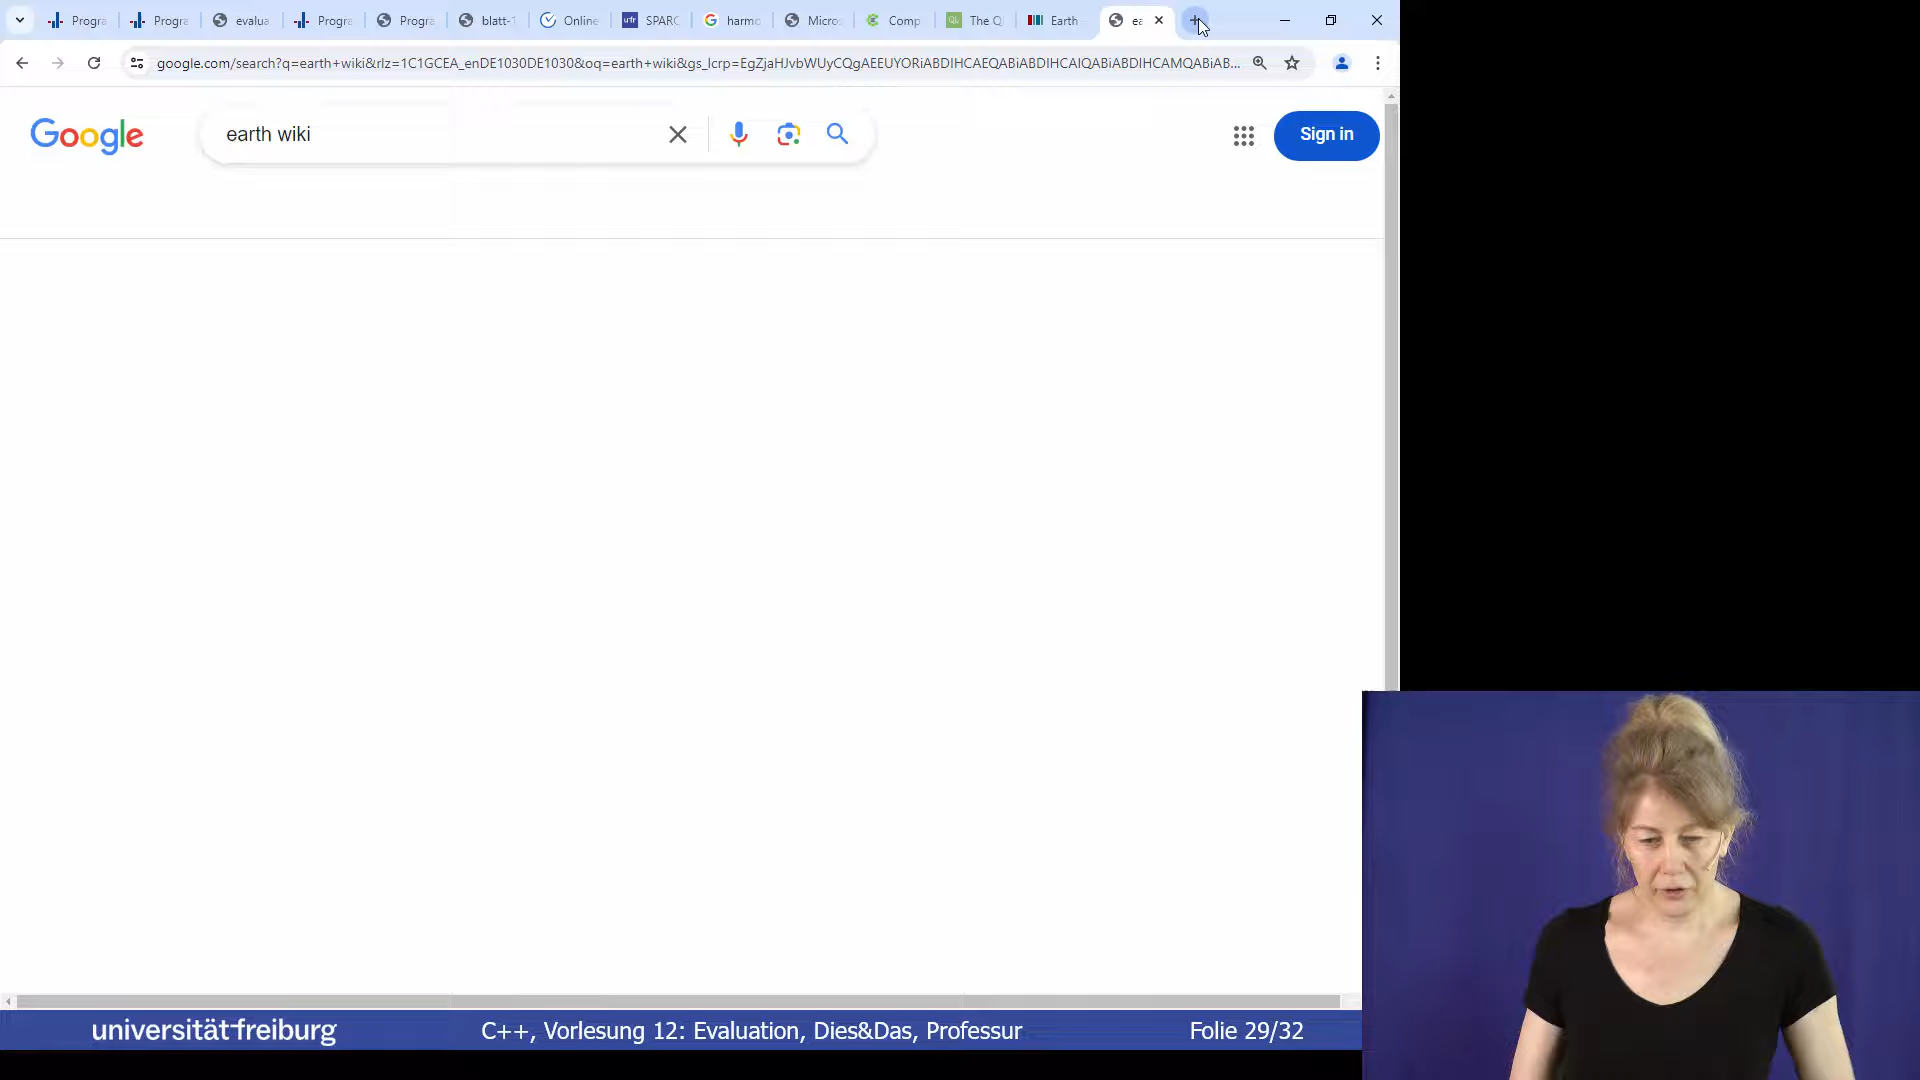 Progra
Progra
evalua
Progra
Progra
blatt-1
Online
ufr
SPARC
harmo
Micros
Comp
The Q
Earth
ea
google.com/search?q=earth+wiki&rlz=1C1GCEA_enDE1030DE1030&oq=earth+wiki&gs_lcrp=EgZjaHJvbWUyCQgAEEUYORiABDIHCAEQABiABDIHCAIQABiABDIHCAMQABiAB...
Google
earth wiki
Sign in
universität freiburg
C++, Vorlesung 12: Evaluation, Dies&Das, Professur
Folie 29/32